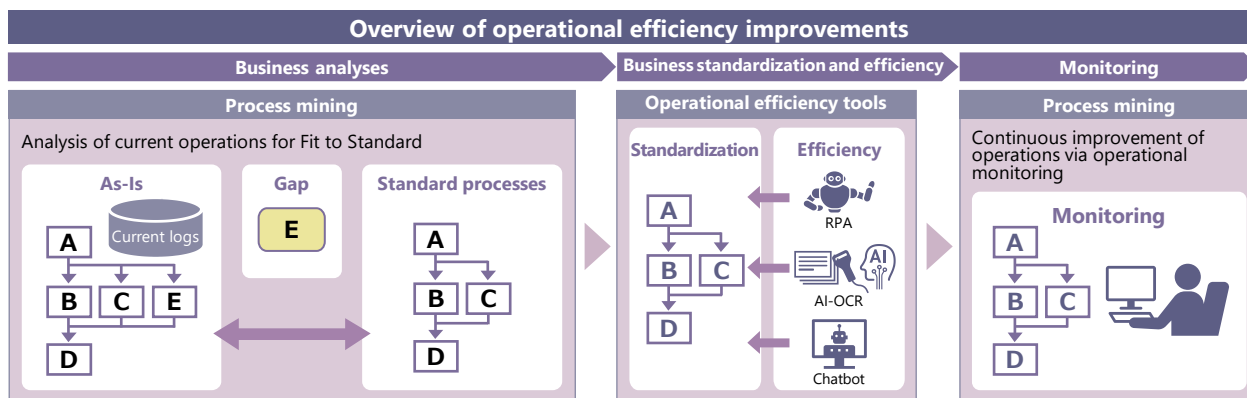 Overview of operational efficiency improvements
Business analyses
Business standardization and efficiency
Monitoring
Process mining
Analysis of current operations for Fit to Standard
As-Is
Current logs
A
B C E
D
Gap
E
Standard processes
A
B C
D
Operational efficiency tools
Standardization
A
B C
D
Efficiency
RPA
AI
AI-OCR
Chatbot
Process mining
Continuous improvement of
operations via operational
monitoring
Monitoring
A
B C
D